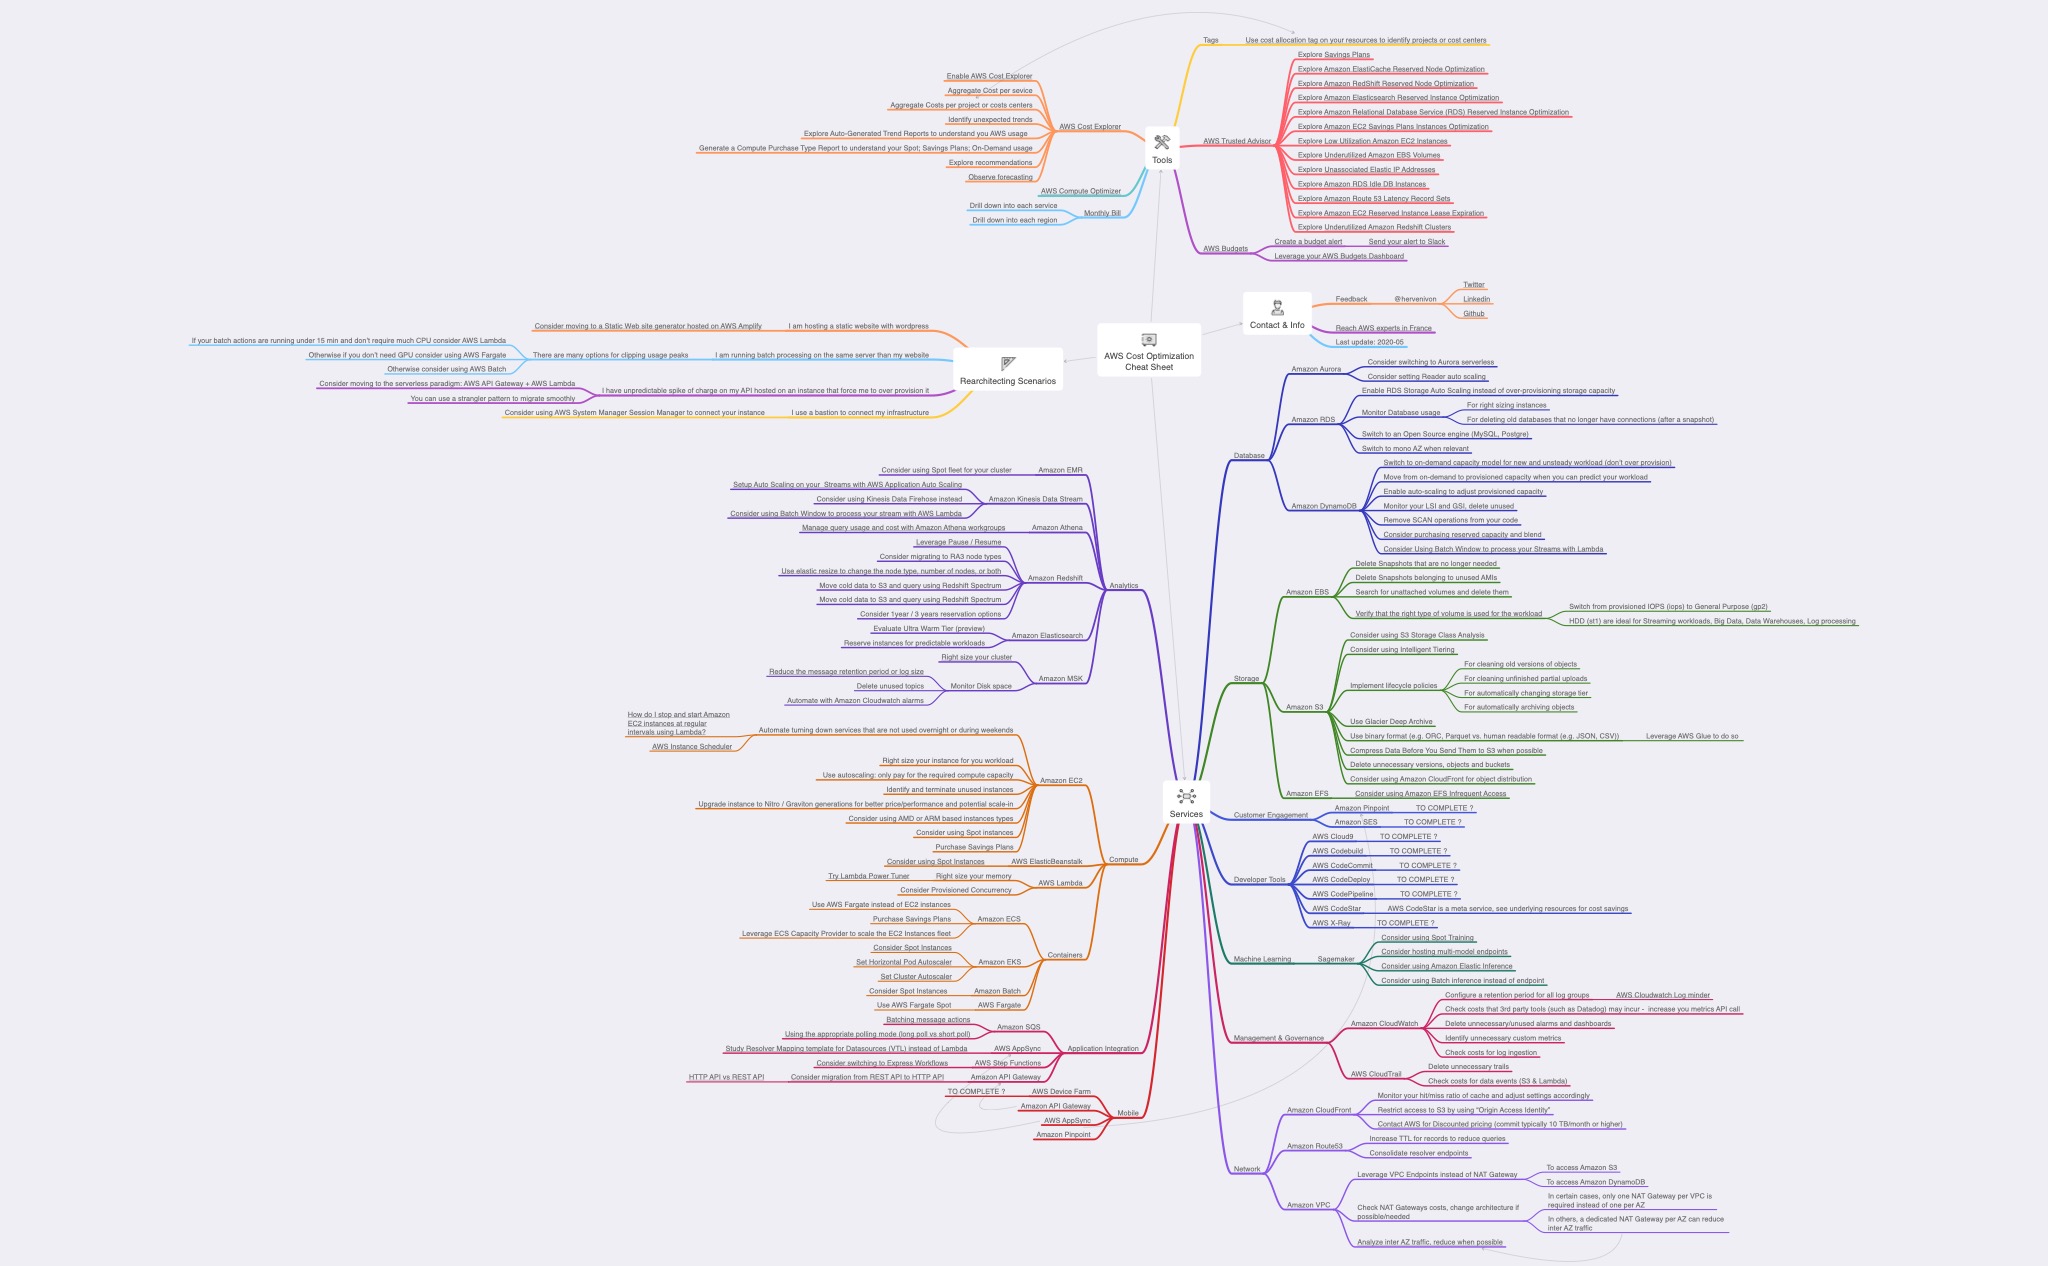 AWS Cost Optimization
Cheat Sheet
Tools
Tags
Use cost allocation tag on your resources to identify projects or cost centers
AWS Trusted Advisor
Explore Savings Plans
Explore Amazon ElastiCache Reserved Node Optimization
Explore Amazon RedShift Reserved Node Optimization
Explore Amazon Elasticsearch Reserved Instance Optimization
Explore Amazon Relational Database Service (RDS) Reserved Instance Optimization
Explore Amazon EC2 Savings Plans Instances Optimization
Explore Low Utilization Amazon EC2 Instances
Explore Underutilized Amazon EBS Volumes
Explore Unassociated Elastic IP Addresses
Explore Amazon RDS Idle DB Instances
Explore Amazon Route 53 Latency Record Sets
Explore Amazon EC2 Reserved Instance Lease Expiration
Explore Underutilized Amazon Redshift Clusters
AWS Budgets
Create a budget alert
Send your alert to Slack
Leverage your AWS Budgets Dashboard
AWS Cost Explorer
Enable AWS Cost Explorer
Aggregate Cost per sevice
Aggregate Costs per project or costs centers
Identify unexpected trends
Explore Auto-Generated Trend Reports to understand you AWS usage
Generate a Compute Purchase Type Report to understand your Spot; Savings Plans; On-Demand usage
Explore recommendations
Observe forecasting
AWS Compute Optimizer
Monthly Bill
Drill down into each service
Drill down into each region
Contact & Info
Feedback
@hervenivon
Twitter
Linkedin
Github
Reach AWS experts in France
Last update: 2020-05
Rearchitecting Scenarios
I am hosting a static website with wordpress
Consider moving to a Static Web site generator hosted on AWS Amplify
I am running batch processing on the same server than my website
There are many options for clipping usage peaks
If your batch actions are running under 15 min and don't require much CPU consider AWS Lambda
Otherwise if you don't need GPU consider using AWS Fargate
Otherwise consider using AWS Batch
I have unpredictable spike of charge on my API hosted on an instance that force me to over provision it
Consider moving to the serverless paradigm: AWS API Gateway + AWS Lambda
You can use a strangler pattern to migrate smoothly
I use a bastion to connect my infrastructure
Consider using AWS System Manager Session Manager to connect your instance
Services
Database
Amazon Aurora
Consider switching to Aurora serverless
Consider setting Reader auto scaling
Amazon RDS
Enable RDS Storage Auto Scaling instead of over-provisioning storage capacity
Monitor Database usage
For right sizing instances
For deleting old databases that no longer have connections (after a snapshot)
Switch to an Open Source engine (MySQL, Postgre)
Switch to mono AZ when relevant
Amazon DynamoDB
Switch to on-demand capacity model for new and unsteady workload (don't over provision)
Move from on-demand to provisioned capacity when you can predict your workload
Enable auto-scaling to adjust provisioned capacity
Monitor your LSI and GSI, delete unused
Remove SCAN operations from your code
Consider purchasing reserved capacity and blend
Consider Using Batch Window to process your Streams with Lambda
Storage
Amazon EBS
Delete Snapshots that are no longer needed
Delete Snapshots belonging to unused AMIs
Search for unattached volumes and delete them
Verify that the right type of volume is used for the workload
Switch from provisioned IOPS (iops) to General Purpose (gp2)
HDD (st1) are ideal for Streaming workloads, Big Data, Data Warehouses, Log processing
Amazon S3
Consider using S3 Storage Class Analysis
Consider using Intelligent Tiering
Implement lifecycle policies
For cleaning old versions of objects
For cleaning unfinished partial uploads
For automatically changing storage tier
For automatically archiving objects
Use Glacier Deep Archive
Use binary format (e.g. ORC, Parquet vs. human readable format (e.g. JSON, CSV))
Leverage AWS Glue to do so
Compress Data Before You Send Them to S3 when possible
Delete unnecessary versions, objects and buckets
Consider using Amazon CloudFront for object distribution
Amazon EFS
Consider using Amazon EFS Infrequent Access
Customer Engagement
Amazon Pinpoint
TO COMPLETE ?
Amazon SES
TO COMPLETE ?
Developer Tools
AWS Cloud9
TO COMPLETE ?
AWS Codebuild
TO COMPLETE ?
AWS CodeCommit
TO COMPLETE ?
AWS CodeDeploy
TO COMPLETE ?
AWS CodePipeline
TO COMPLETE ?
AWS CodeStar
AWS CodeStar is a meta service, see underlying resources for cost savings
AWS X-Ray
TO COMPLETE ?
Machine Learning
Sagemaker
Consider using Spot Training
Consider hosting multi-model endpoints
Consider using Amazon Elastic Inference
Consider using Batch inference instead of endpoint
Management & Governance
Amazon CloudWatch
Configure a retention period for all log groups
AWS Cloudwatch Log minder
Check costs that 3rd party tools (such as Datadog) may incur - increase you metrics API call
Delete unnecessary/unused alarms and dashboards
Identify unnecessary custom metrics
Check costs for log ingestion
AWS CloudTrail
Delete unnecessary trails
Check costs for data events (S3 & Lambda)
Network
Amazon CloudFront
Monitor your hit/miss ratio of cache and adjust settings accordingly
Restrict access to S3 by using "Origin Access Identity"
Contact AWS for Discounted pricing (commit typically 10 TB/month or higher)
Amazon Route53
Increase TTL for records to reduce queries
Consolidate resolver endpoints
Amazon VPC
Leverage VPC Endpoints instead of NAT Gateway
To access Amazon S3
To access Amazon DynamoDB
Check NAT Gateways costs, change architecture if
possible/needed
In certain cases, only one NAT Gateway per VPC is
required instead of one per AZ
In others, a dedicated NAT Gateway per AZ can reduce
inter AZ traffic
Analyze inter AZ traffic, reduce when possible
Analytics
Amazon EMR
Consider using Spot fleet for your cluster
Amazon Kinesis Data Stream
Setup Auto Scaling on your Streams with AWS Application Auto Scaling
Consider using Kinesis Data Firehose instead
Consider using Batch Window to process your stream with AWS Lambda
Amazon Athena
Manage query usage and cost with Amazon Athena workgroups
Amazon Redshift
Leverage Pause / Resume
Consider migrating to RA3 node types
Use elastic resize to change the node type, number of nodes, or both
Move cold data to S3 and query using Redshift Spectrum
Move cold data to S3 and query using Redshift Spectrum
Consider 1year / 3 years reservation options
Amazon Elasticsearch
Evaluate Ultra Warm Tier (preview)
Reserve instances for predictable workloads
Amazon MSK
Right size your cluster
Monitor Disk space
Reduce the message retention period or log size
Delete unused topics
Automate with Amazon Cloudwatch alarms
Compute
Amazon EC2
Automate turning down services that are not used overnight or during weekends
How do I stop and start Amazon
EC2 instances at regular
intervals using Lambda?
AWS Instance Scheduler
Right size your instance for you workload
Use autoscaling: only pay for the required compute capacity
Identify and terminate unused instances
Upgrade instance to Nitro / Graviton generations for better price/performance and potential scale-in
Consider using AMD or ARM based instances types
Consider using Spot instances
Purchase Savings Plans
AWS ElasticBeanstalk
Consider using Spot Instances
AWS Lambda
Right size your memory
Try Lambda Power Tuner
Consider Provisioned Concurrency
Containers
Amazon ECS
Use AWS Fargate instead of EC2 instances
Purchase Savings Plans
Leverage ECS Capacity Provider to scale the EC2 Instances fleet
Amazon EKS
Consider Spot Instances
Set Horizontal Pod Autoscaler
Set Cluster Autoscaler
Amazon Batch
Consider Spot Instances
AWS Fargate
Use AWS Fargate Spot
Application Integration
Amazon SQS
Batching message actions
Using the appropriate polling mode (long poll vs short poll)
AWS AppSync
Study Resolver Mapping template for Datasources (VTL) instead of Lambda
AWS Step Functions
Consider switching to Express Workflows
Amazon API Gateway
Consider migration from REST API to HTTP API
HTTP API vs REST API
Mobile
AWS Device Farm
TO COMPLETE ?
Amazon API Gateway
AWS AppSync
Amazon Pinpoint